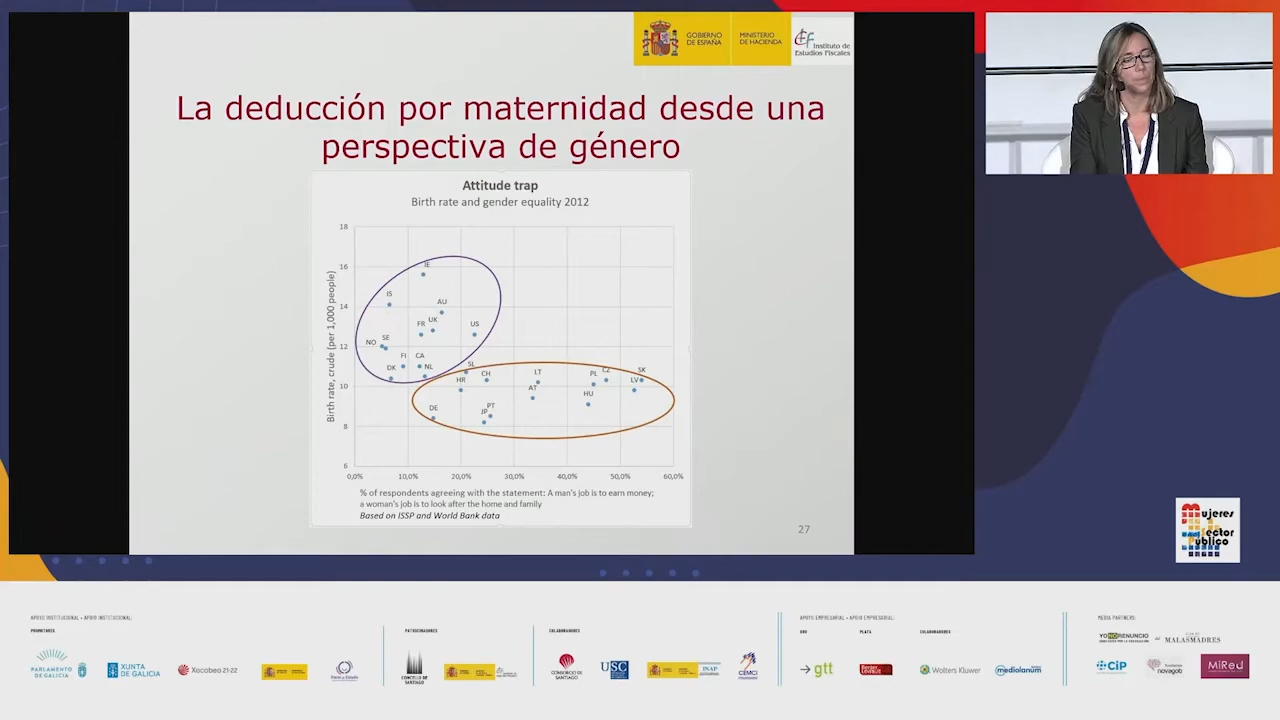 GOBIERNO
DE ESPAÑA
MINISTERIO
DE HACIENDA
Instituto de
Estudios Fiscales
La deducción por maternidad desde una
perspectiva de género
Attitude trap
Birth rate and gender equality 2012
Birth rate, crude (per 1,000 people)
18
16
14
12
10
8
6
IE
IS
AU
UK
FR
US
NO
SE
FI
CA
DK
NL
SL
HR
CH
LT
AT
PL
CZ
SK
LV
HU
DE
JP
PT
0,0%
10,0%
20,0%
30,0%
40,0%
50,0%
60,0%
% of respondents agreeing with the statement: A man's job is to earn money;
a woman's job is to look after the home and family
Based on ISSP and World Bank data
27
Mujeres
Sector
Público
APOYO INSTITUCIONAL • APOIO INSTITUCIONAL:
PROMOTORES
PATROCINADORES
COLABORADORES
APOYO EMPRESARIAL • APOIO EMPRESARIAL:
ORO
PLATA
COLABORADORES
MEDIA PARTNERS:
PARLAMENTO
DE GALICIA
XUNTA
DE GALICIA
Xacobeo 21·22
CONCELLO DE
SANTIAGO
CONSORCIO DE
SANTIAGO
USC
INAP
CEMCI
gtt
Berger
Levrault
Wolters Kluwer
mediolanum
YO NO RENUNCIO
MALASMADRES
CiP
novagob
MiRed